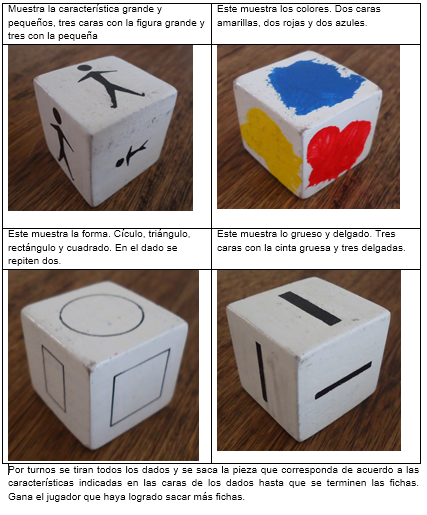 Muestra la característica grande y
pequeños, tres caras con la figura grande y
tres con la pequeña
Este muestra los colores. Dos caras
amarillas, dos rojas y dos azules.
Este muestra la forma. Cículo, triángulo,
rectángulo y cuadrado. En el dado se
repiten dos.
Este muestra lo grueso y delgado. Tres
caras con la cinta gruesa y tres delgadas.
Por turnos se tiran todos los dados y se saca la pieza que corresponda de acuerdo a las
características indicadas en las caras de los dados hasta que se terminen las fichas.
Gana el jugador que haya logrado sacar más fichas.